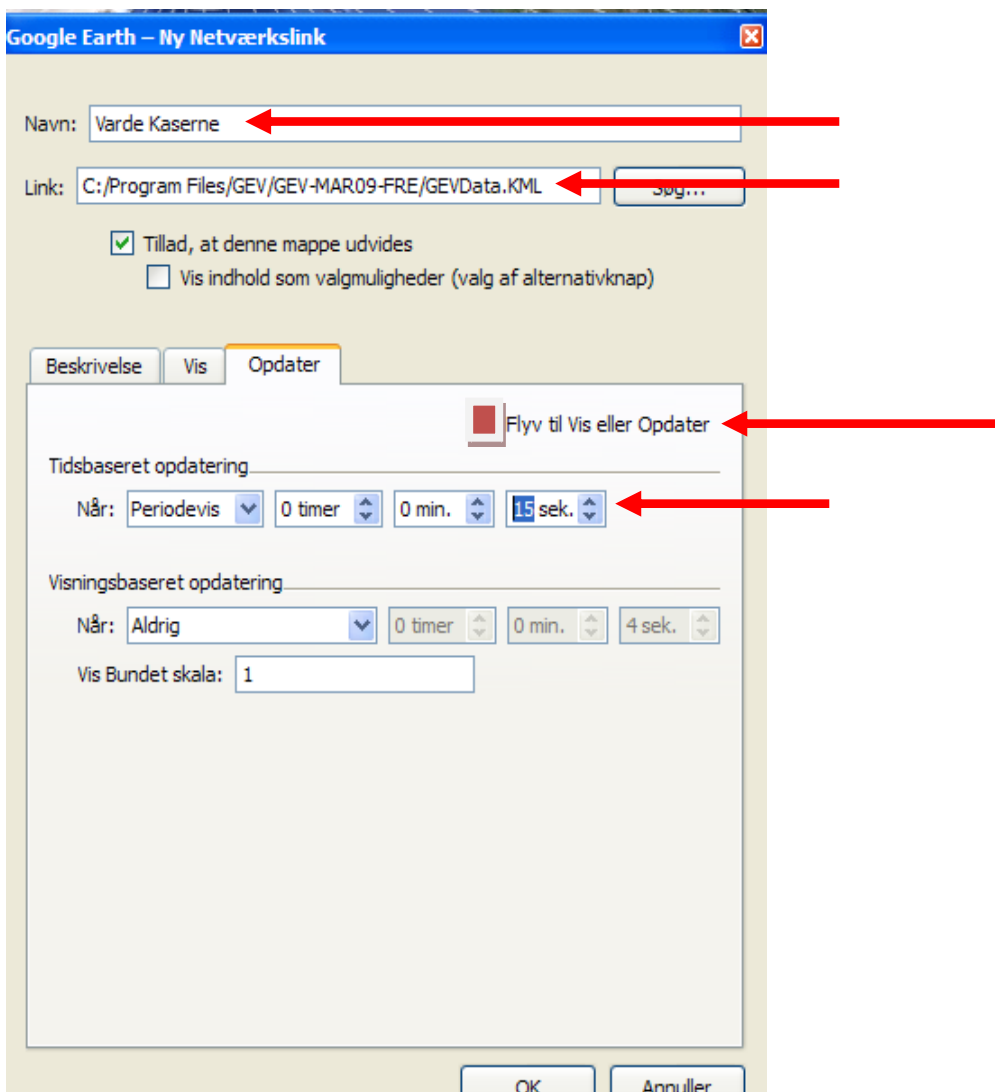 Google Earth – Ny Netværkslink
Navn: Varde Kaserne
Link: C:/Program Files/GEV/GEV-MAR09-FRE/GEVData.KML Søg...
Tillad, at denne mappe udvides
Vis indhold som valgmuligheder (valg af alternativknap)
Beskrivelse Vis Opdater
Flyv til Vis eller Opdater
Tidsbaseret opdatering
Når: Periodevis 0 timer 0 min. 15 sek.
Visningsbaseret opdatering
Når: Aldrig 0 timer 0 min. 4 sek.
Vis Bundet skala: 1
OK Annuller